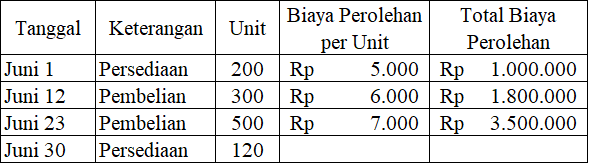 Tanggal Keterangan Unit Biaya Perolehan per Unit Total Biaya Perolehan
Juni 1 Persediaan 200 Rp 5.000 Rp 1.000.000
Juni 12 Pembelian 300 Rp 6.000 Rp 1.800.000
Juni 23 Pembelian 500 Rp 7.000 Rp 3.500.000
Juni 30 Persediaan 120